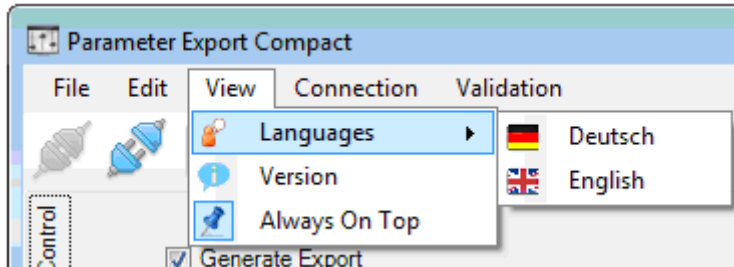 Parameter Export Compact
File Edit View Connection Validation
Languages Deutsch
Version English
Always On Top
Control
Generate Export